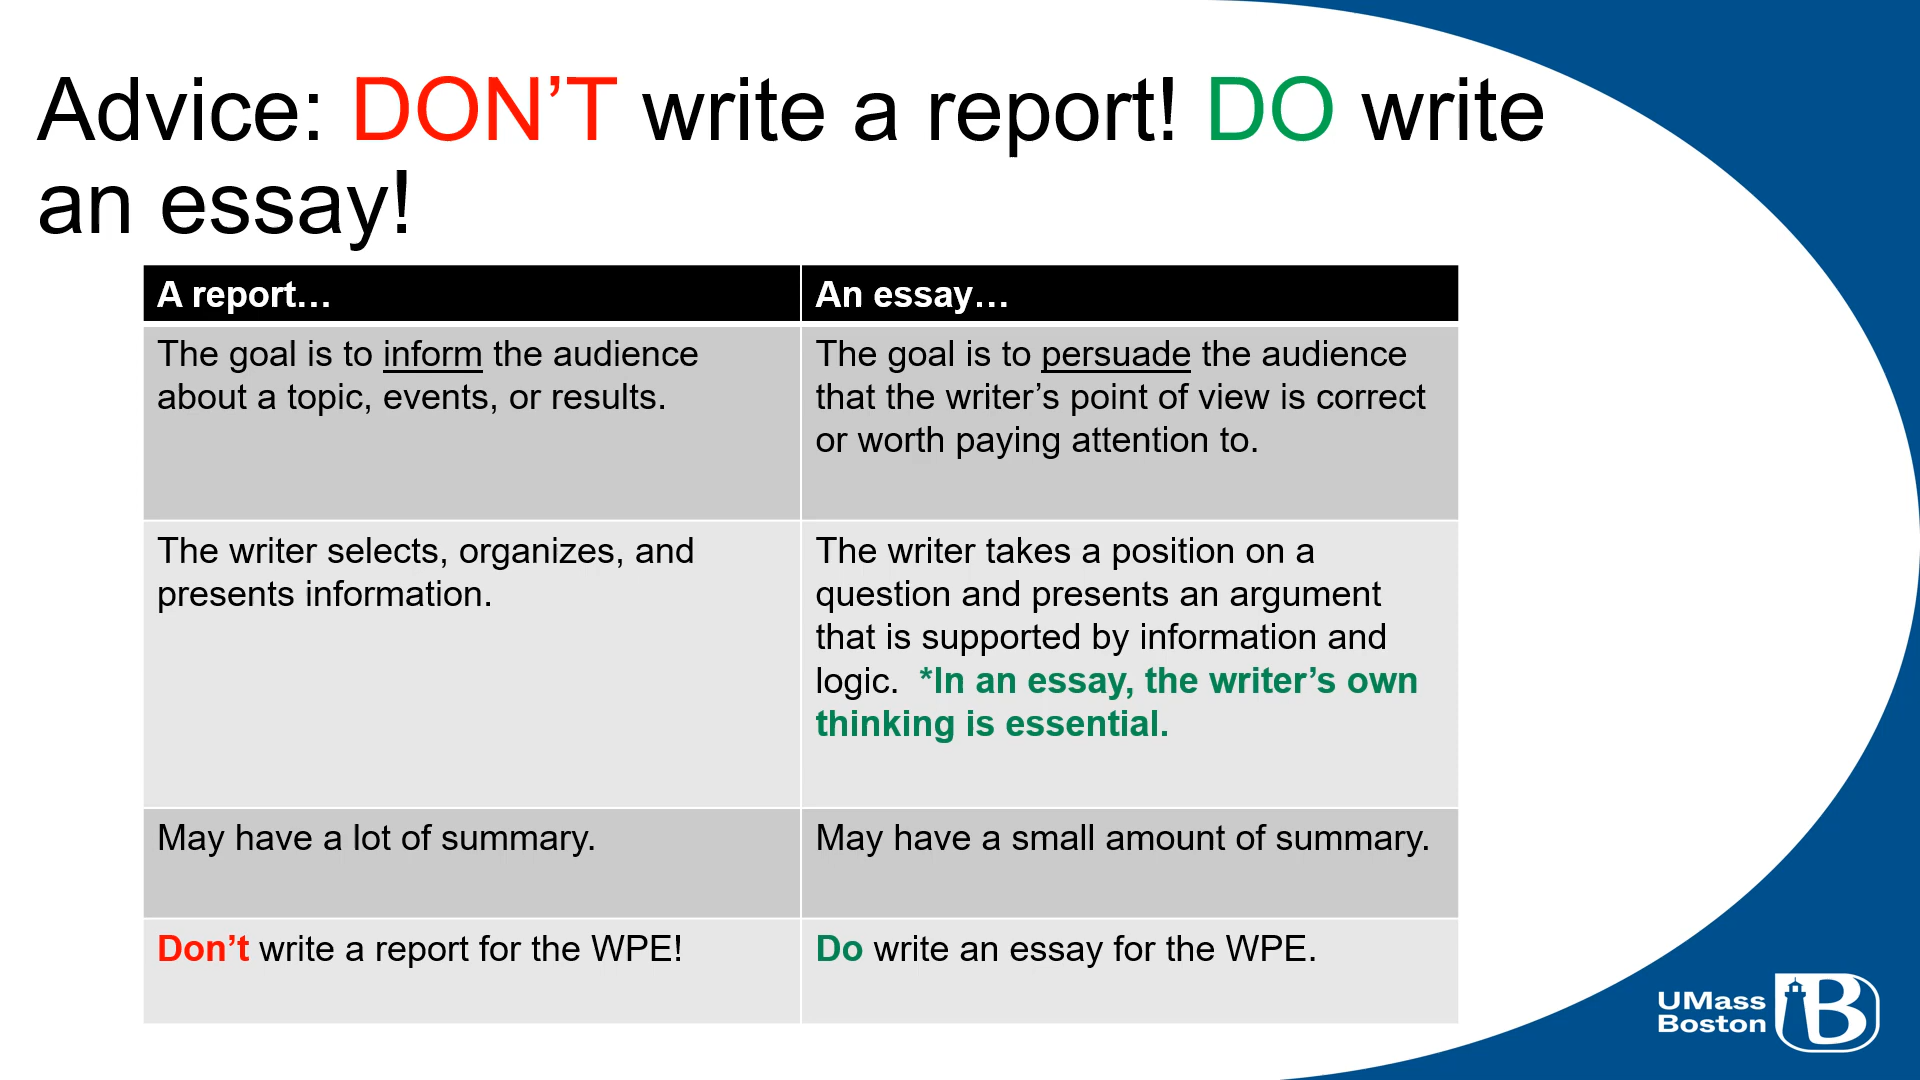 Advice: DON’T write a report! DO write
an essay!
A report…
An essay…
The goal is to inform the audience
about a topic, events, or results.
The goal is to persuade the audience
that the writer’s point of view is correct
or worth paying attention to.
The writer selects, organizes, and
presents information.
The writer takes a position on a
question and presents an argument
that is supported by information and
logic.  *In an essay, the writer’s own
thinking is essential.
May have a lot of summary.
May have a small amount of summary.
Don’t write a report for the WPE!
Do write an essay for the WPE.
UMass
Boston
B